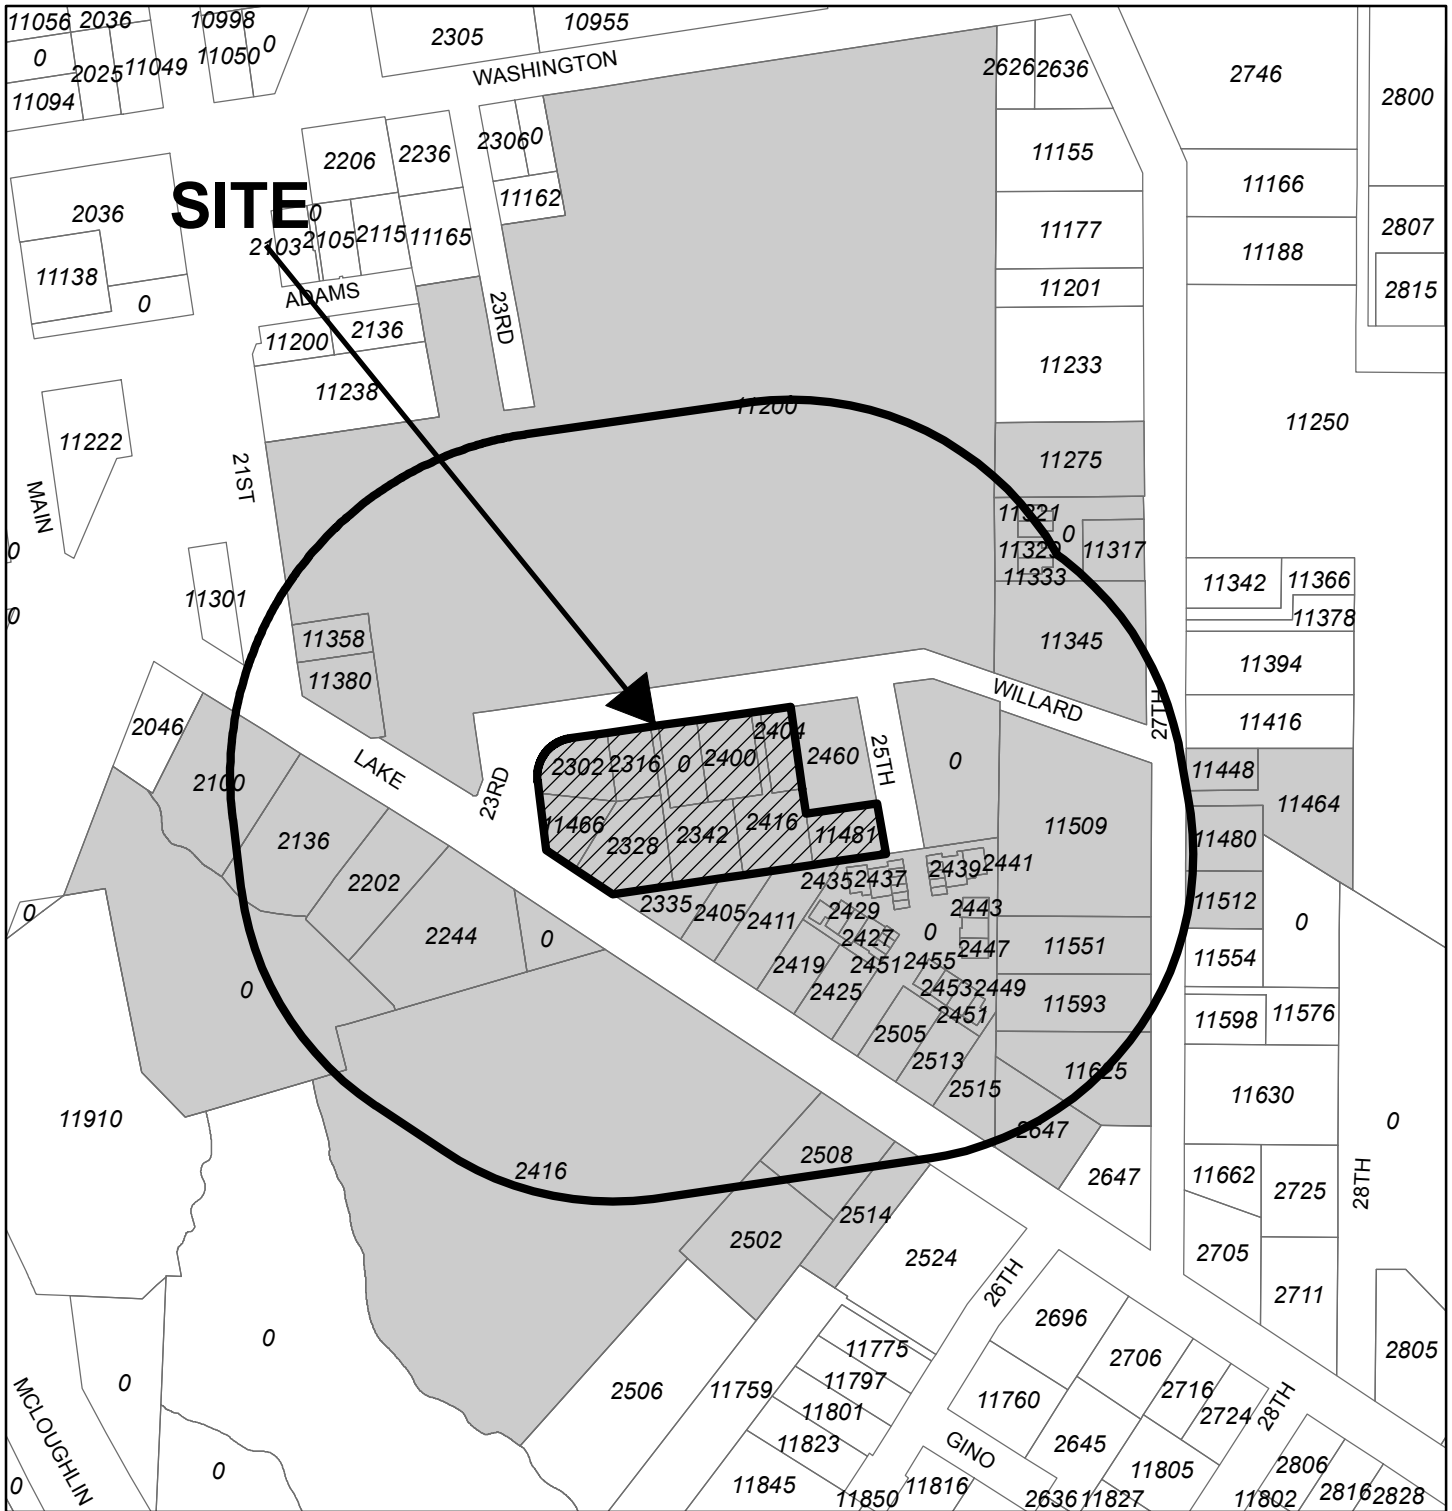 11056 2036 10998 2305 10955
0 2025 11049 11050 0 WASHINGTON
11094
2626 2636 2746 2800
2206 2236 2306 0 11155
11162 11166
SITE
2036 0 2103 2105 2115 11165 11177 2807
11138 0 ADAMS 11188 2815
11201
23RD
11200 2136
11238 11233
11200
11222 11250
MAIN 21ST 11275
11321
0 11329 0 11317
11333
11301 11342 11366
0 11378
11358 11345 11394
11380 WILLARD
27TH 11416
2046 2404
2302 2316 0 2400 2460 25TH 0
2100 LAKE 23RD 11448
11464
11466 2328 2342 2416 11481 11509 11480
2136
2202 2435 2437 2439 2441
2335 2405 2411 2429 2443 11512
0 2244 0 2427 0 2447 11551 0
2419 2451 2455 11554
0 2425 2453 2449 11593
2451 11598 11576
2505
2513
2515 11625
11630
11910 2647 0
2416 2508 2647 11662 2725 28TH
2514
2502 2524 2705
26TH 2711
2696
0 11775 2706 2805
0 2506 11759 11797 2716
11801 11760 2724 28TH
MCLOUGHLIN 11823 GINO 2645
0 0 11845 11850 11816 11805 2806
2636 11827 11802 2816 2828